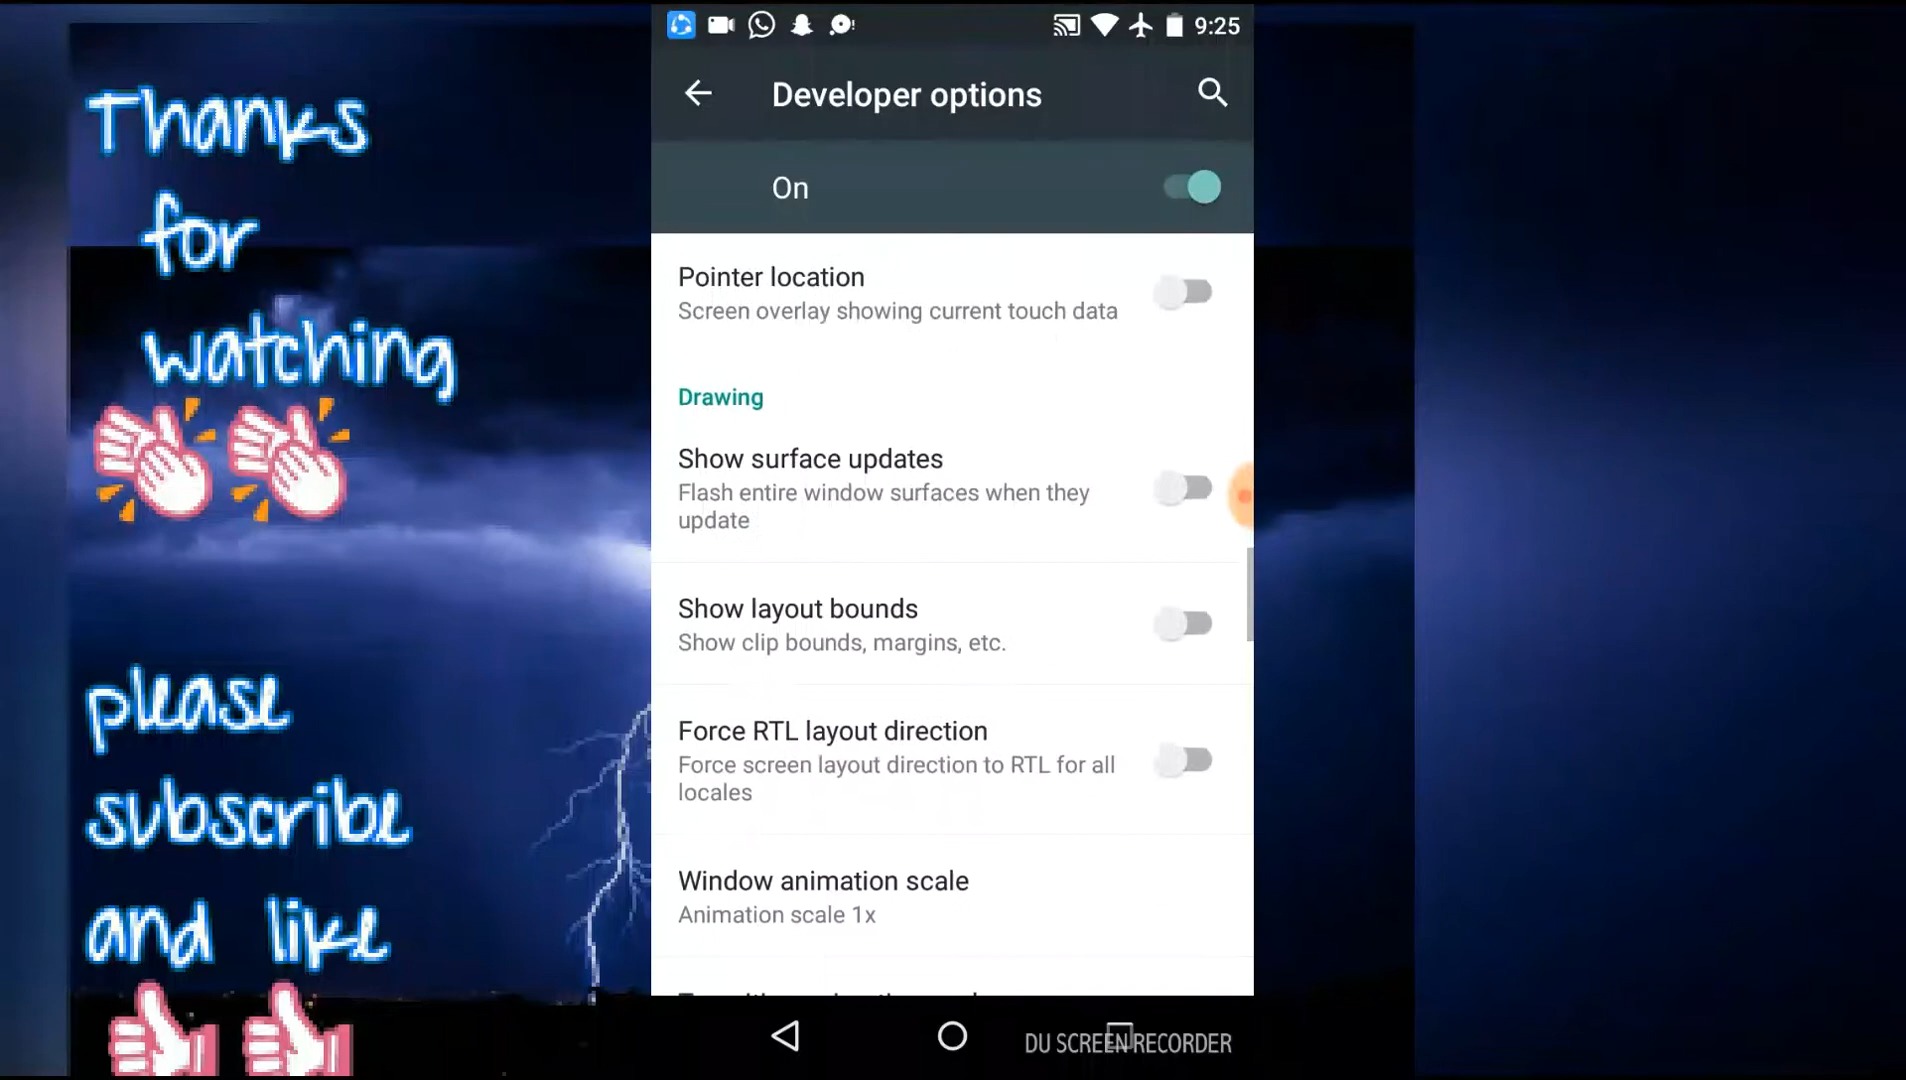 Thanks
for
watching
please
subscribe
and like
9:25
Developer options
On
Pointer location
Screen overlay showing current touch data
Drawing
Show surface updates
Flash entire window surfaces when they
update
Show layout bounds
Show clip bounds, margins, etc.
Force RTL layout direction
Force screen layout direction to RTL for all
locales
Window animation scale
Animation scale 1x
DU SCREEN RECORDER